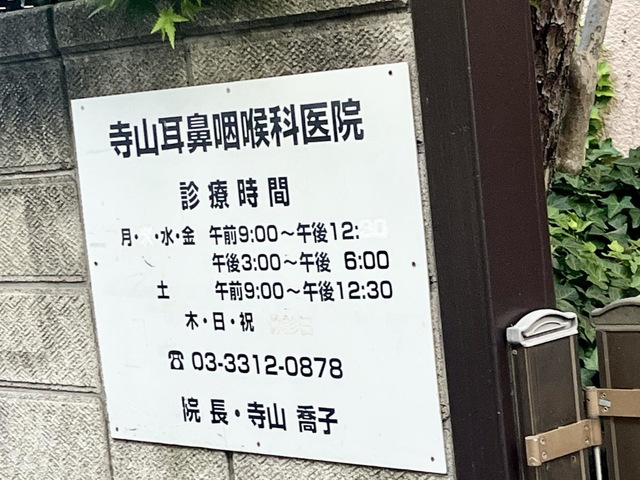 寺山耳鼻咽喉科医院
診療時間
月・火・水・金 午前9:00～午後12:30
午後3:00～午後 6:00
土 午前9:00～午後12:30
木・日・祝
☎ 03-3312-0878
院長・寺山 喬子